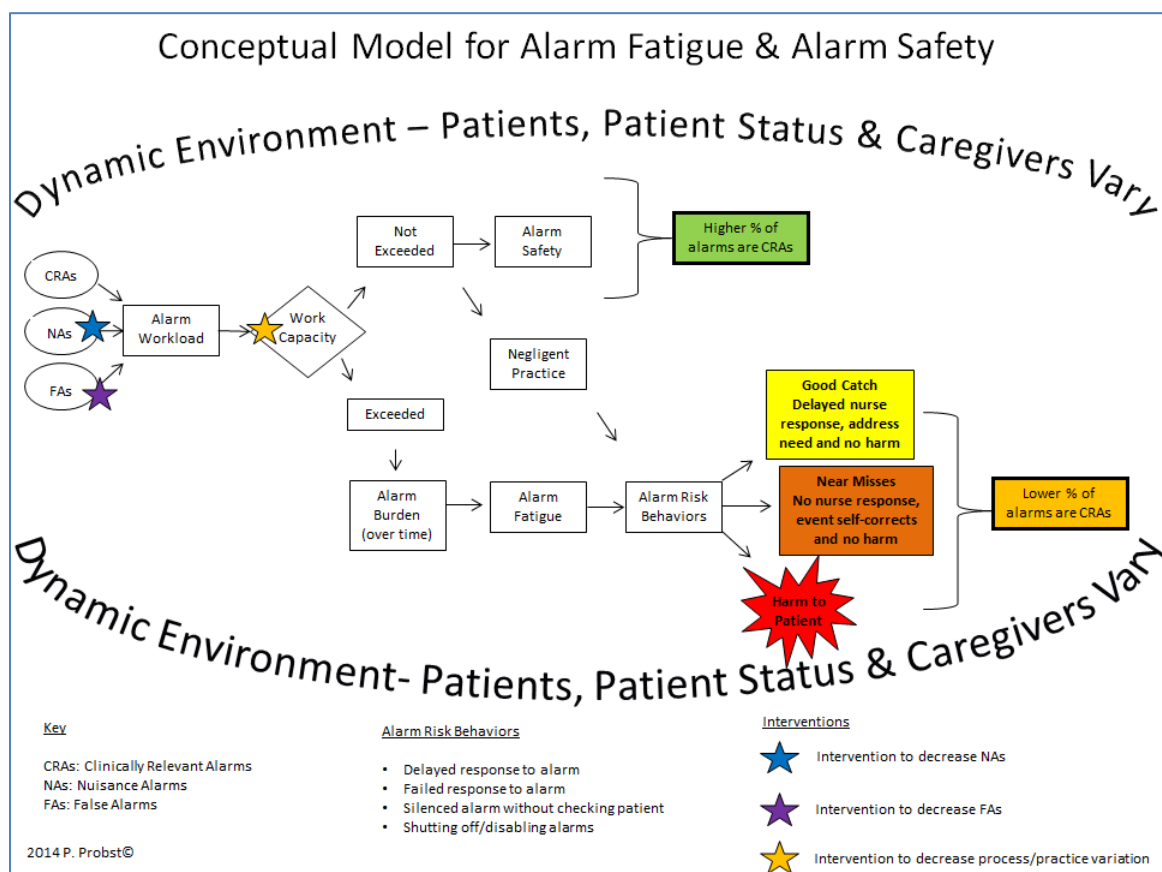 Conceptual Model for Alarm Fatigue & Alarm Safety
Dynamic Environment – Patients, Patient Status & Caregivers Vary
CRAs
NAs
FAs
Alarm
Workload
Work
Capacity
Not
Exceeded
Alarm
Safety
Higher % of
alarms are CRAs
Negligent
Practice
Exceeded
Alarm
Burden
(over time)
Alarm
Fatigue
Alarm Risk
Behaviors
Good Catch
Delayed nurse
response, address
need and no harm
Near Misses
No nurse response,
event self-corrects
and no harm
Harm to
Patient
Lower % of
alarms are CRAs
Dynamic Environment- Patients, Patient Status & Caregivers Vary
Key
CRAs: Clinically Relevant Alarms
NAs: Nuisance Alarms
FAs: False Alarms
2014 P. Probst©
Alarm Risk Behaviors
• Delayed response to alarm
• Failed response to alarm
• Silenced alarm without checking patient
• Shutting off/disabling alarms
Interventions
Intervention to decrease NAs
Intervention to decrease FAs
Intervention to decrease process/practice variation